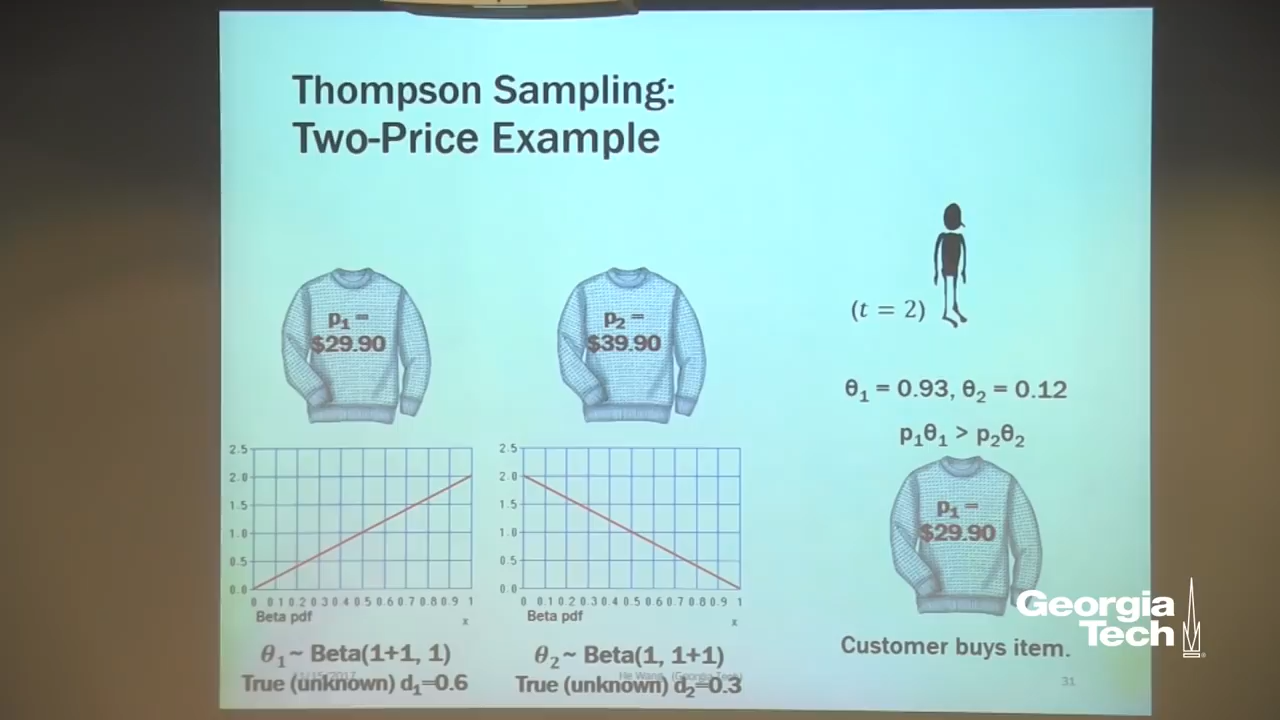 Thompson Sampling:
Two-Price Example
p₁ =
$29.90
p₂ =
$39.90
(t = 2)
θ₁ = 0.93, θ₂ = 0.12
p₁θ₁ > p₂θ₂
p₁ =
$29.90
Customer buys item.
2.5
2.0
1.5
1.0
0.5
0.0
0 0.1 0.2 0.3 0.4 0.5 0.6 0.7 0.8 0.9 1
Beta pdf
x
2.5
2.0
1.5
1.0
0.5
0.0
0 0.1 0.2 0.3 0.4 0.5 0.6 0.7 0.8 0.9 1
Beta pdf
x
θ₁ ~ Beta(1+1, 1)
True (unknown) d₁=0.6
θ₂ ~ Beta(1, 1+1)
True (unknown) d₂=0.3
He Wang (Georgia Tech)
31
Georgia
Tech